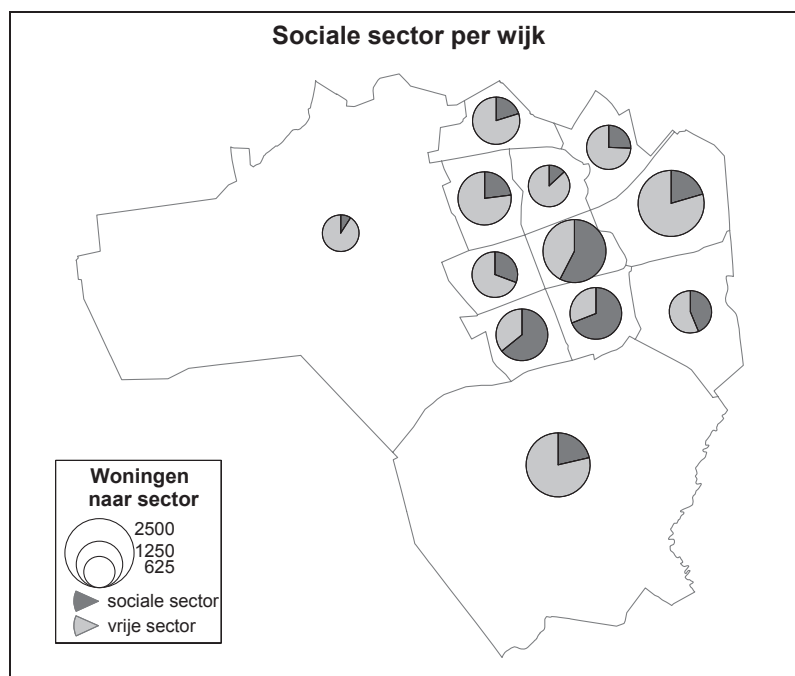 Sociale sector per wijk
Woningen
naar sector
2500
1250
625
sociale sector
vrije sector